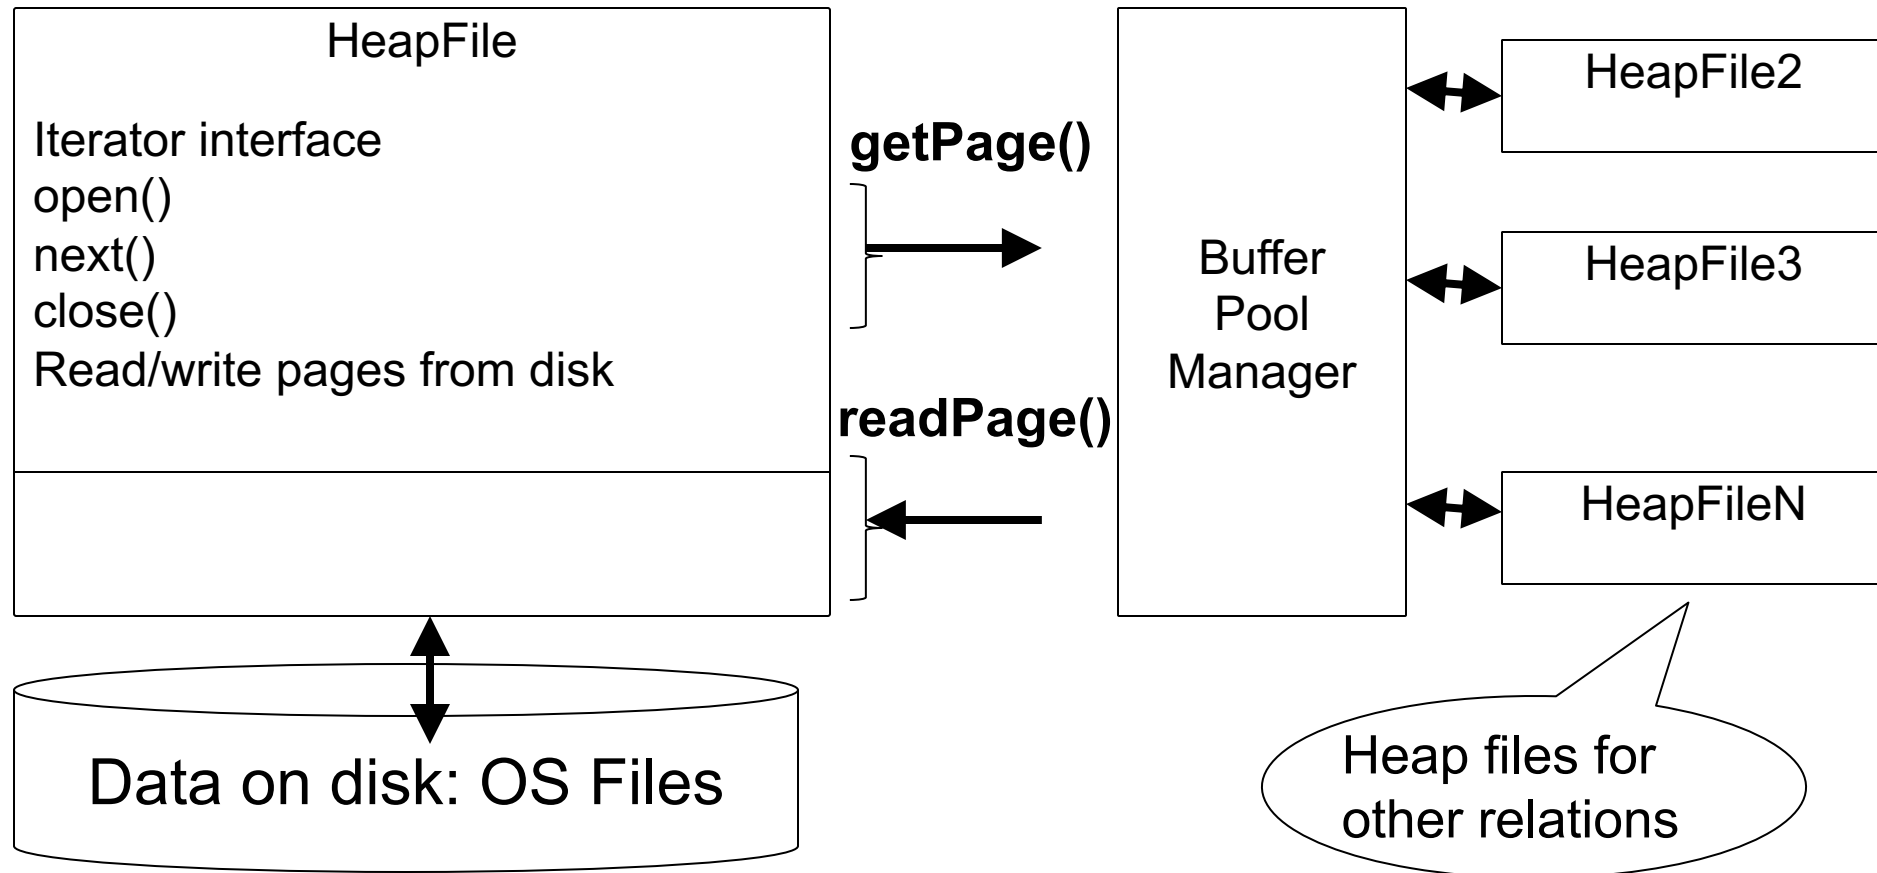 HeapFile
Iterator interface
open()
next()
close()
Read/write pages from disk
getPage()
readPage()
Buffer
Pool
Manager
HeapFile2
HeapFile3
HeapFileN
Data on disk: OS Files
Heap files for
other relations